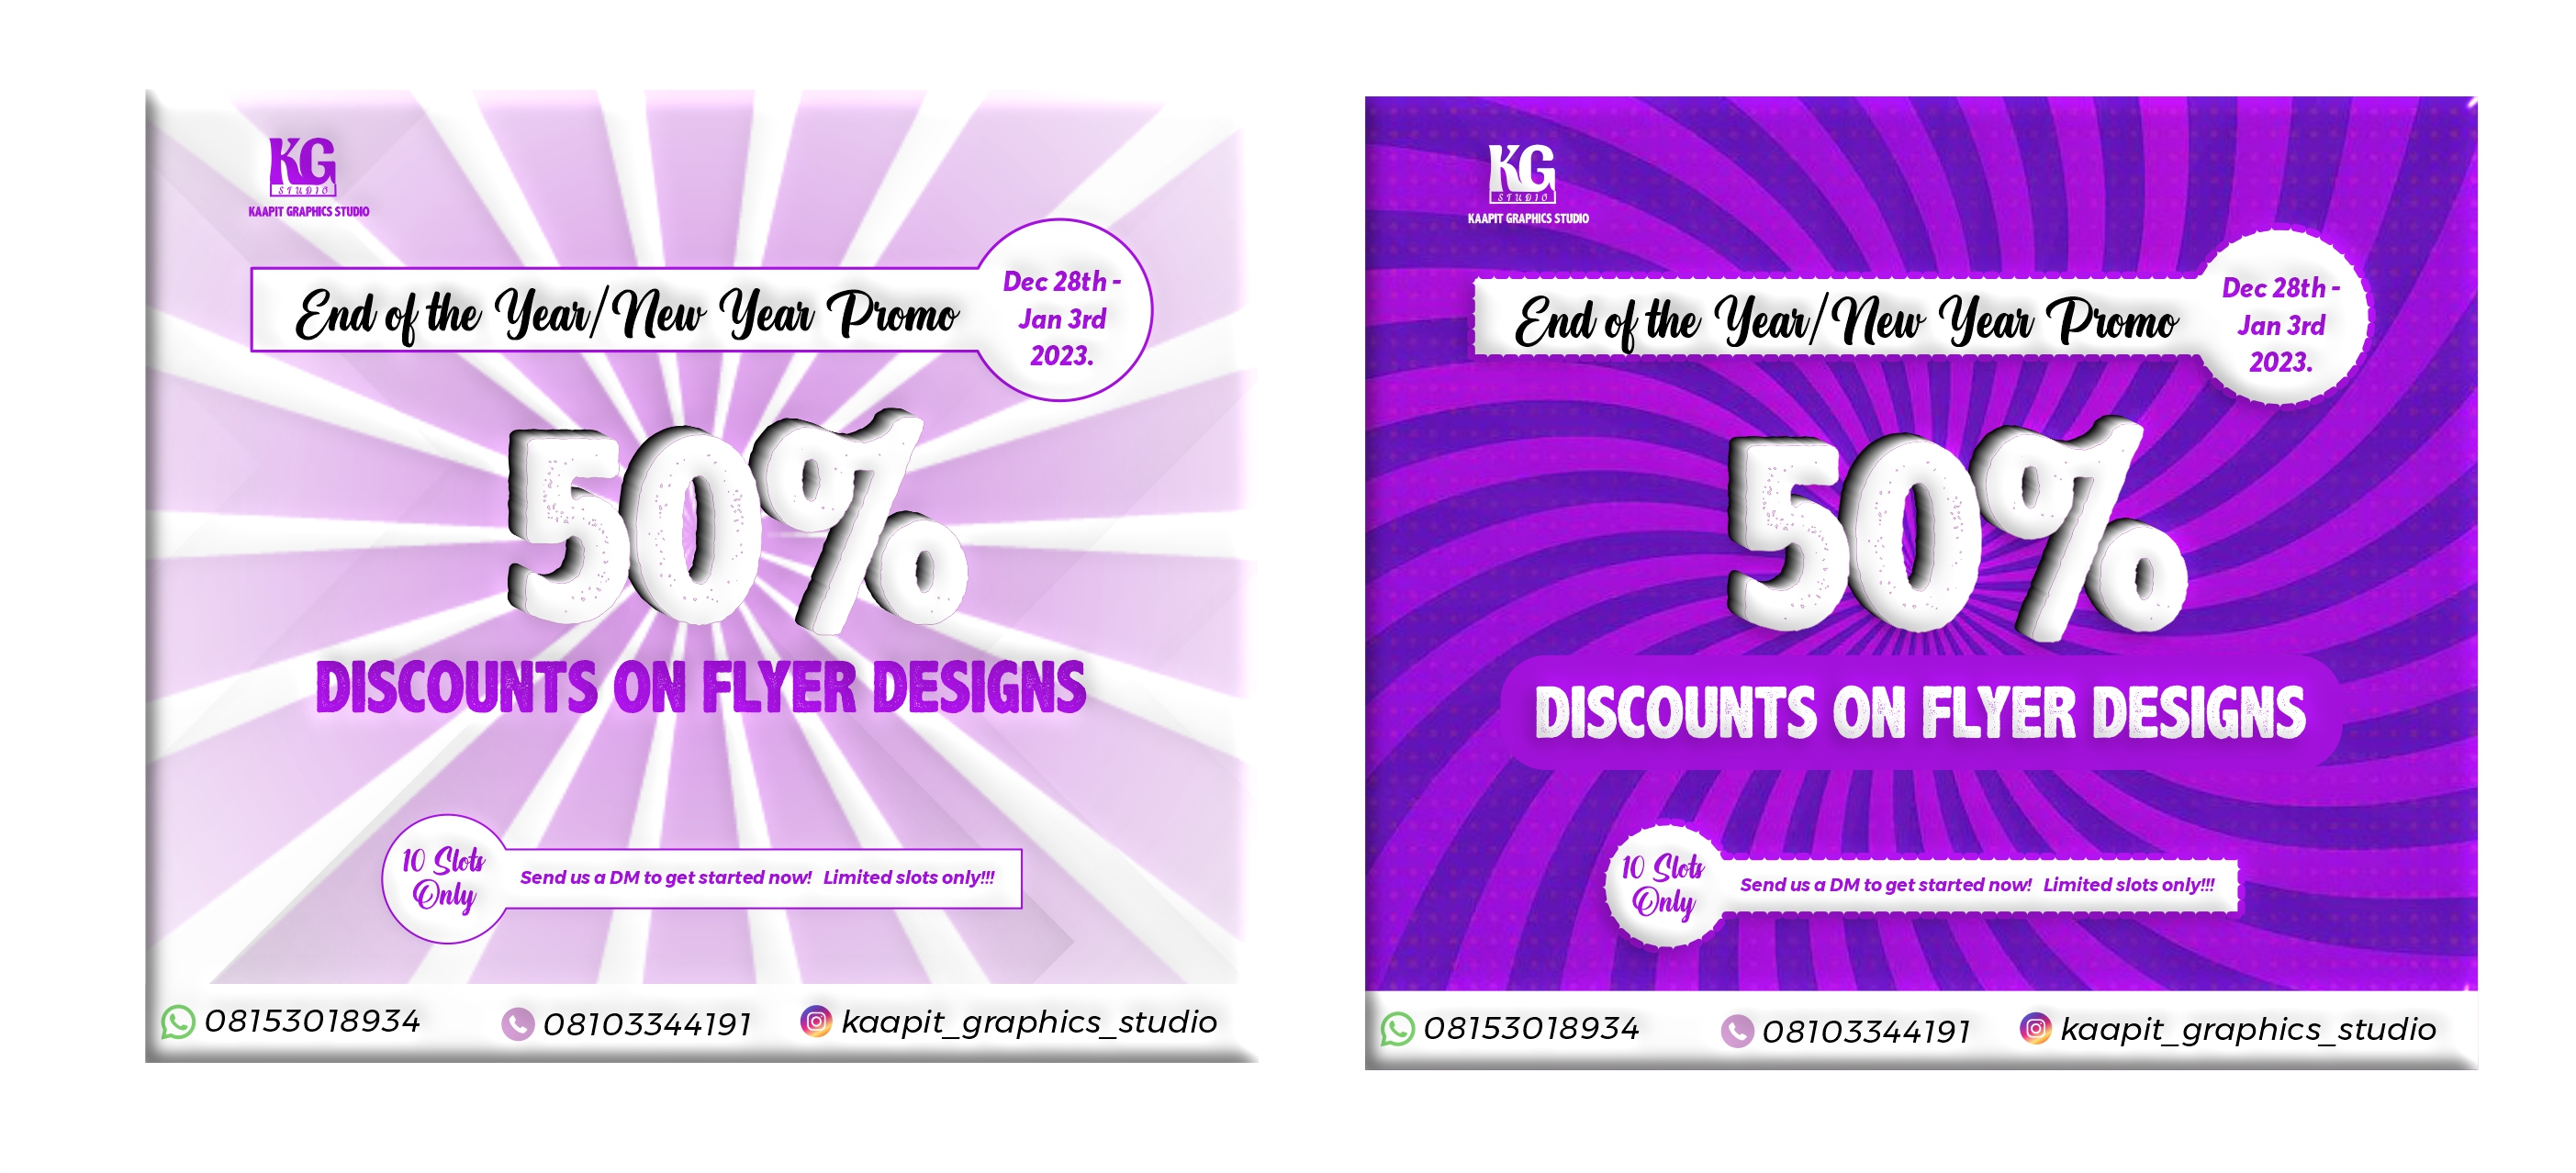 KG
STUDIO
KAAPIT GRAPHICS STUDIO
End of the Year/New Year Promo
Dec 28th -
Jan 3rd
2023.
50%
DISCOUNTS ON FLYER DESIGNS
10 Slots
Only
Send us a DM to get started now! Limited slots only!!!
08153018934
08103344191
kaapit_graphics_studio
KG
STUDIO
KAAPIT GRAPHICS STUDIO
End of the Year/New Year Promo
Dec 28th -
Jan 3rd
2023.
50%
DISCOUNTS ON FLYER DESIGNS
10 Slots
Only
Send us a DM to get started now! Limited slots only!!!
08153018934
08103344191
kaapit_graphics_studio